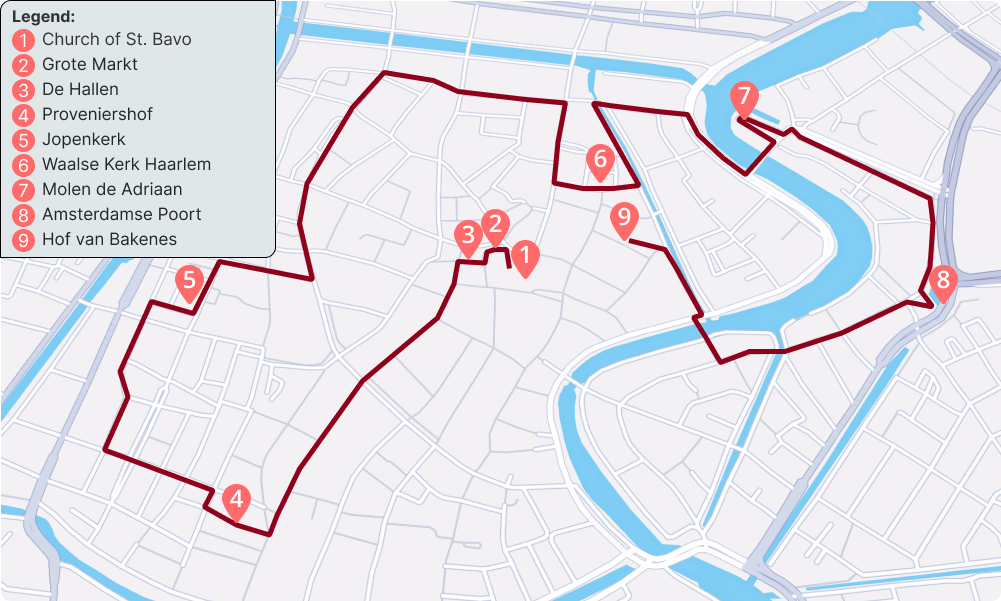 Legend:
1 Church of St. Bavo
2 Grote Markt
3 De Hallen
4 Proveniershof
5 Jopenkerk
6 Waalse Kerk Haarlem
7 Molen de Adriaan
8 Amsterdamse Poort
9 Hof van Bakenes
7
6
9
3
2
1
5
8
4